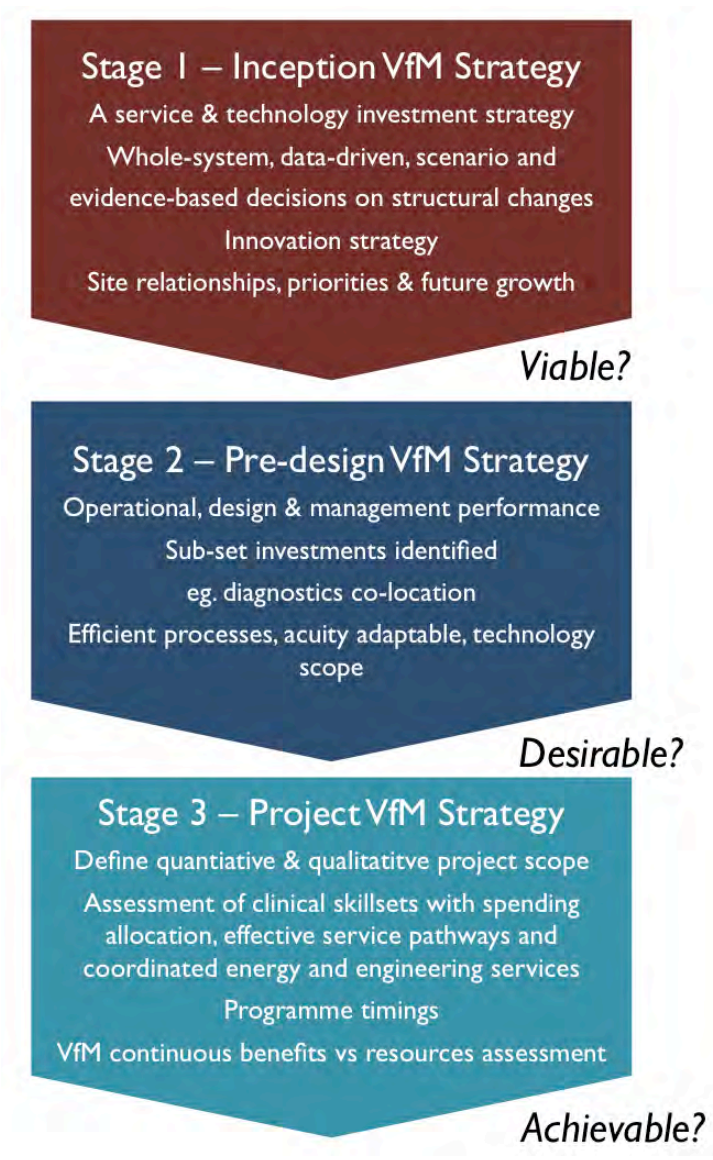 Stage 1 – Inception VfM Strategy
A service & technology investment strategy
Whole-system, data-driven, scenario and
evidence-based decisions on structural changes
Innovation strategy
Site relationships, priorities & future growth
Viable?
Stage 2 – Pre-design VfM Strategy
Operational, design & management performance
Sub-set investments identified
eg. diagnostics co-location
Efficient processes, acuity adaptable, technology
scope
Desirable?
Stage 3 – Project VfM Strategy
Define quantiative & qualitatitve project scope
Assessment of clinical skillsets with spending
allocation, effective service pathways and
coordinated energy and engineering services
Programme timings
VfM continuous benefits vs resources assessment
Achievable?